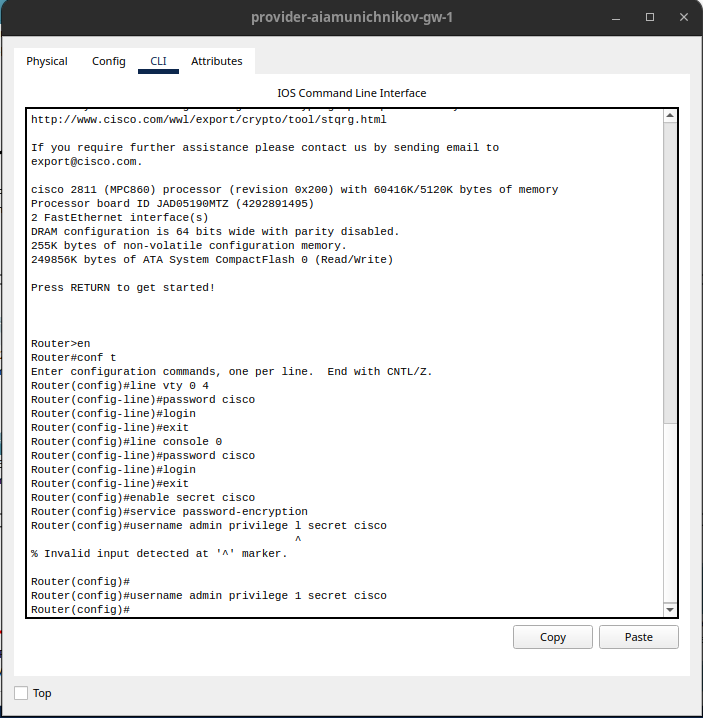 provider-aiamunichnikov-gw-1
Physical Config CLI Attributes
IOS Command Line Interface
http://www.cisco.com/wwl/export/crypto/tool/stqrg.html
If you require further assistance please contact us by sending email to
export@cisco.com.
cisco 2811 (MPC860) processor (revision 0x200) with 60416K/5120K bytes of memory
Processor board ID JAD05190MTZ (4292891495)
2 FastEthernet interface(s)
DRAM configuration is 64 bits wide with parity disabled.
255K bytes of non-volatile configuration memory.
249856K bytes of ATA System CompactFlash 0 (Read/Write)
Press RETURN to get started!
Router>en
Router#conf t
Enter configuration commands, one per line.  End with CNTL/Z.
Router(config)#line vty 0 4
Router(config-line)#password cisco
Router(config-line)#login
Router(config-line)#exit
Router(config)#line console 0
Router(config-line)#password cisco
Router(config-line)#login
Router(config-line)#exit
Router(config)#enable secret cisco
Router(config)#service password-encryption
Router(config)#username admin privilege l secret cisco
^
% Invalid input detected at '^' marker.
Router(config)#
Router(config)#username admin privilege 1 secret cisco
Router(config)#
Copy Paste
Top